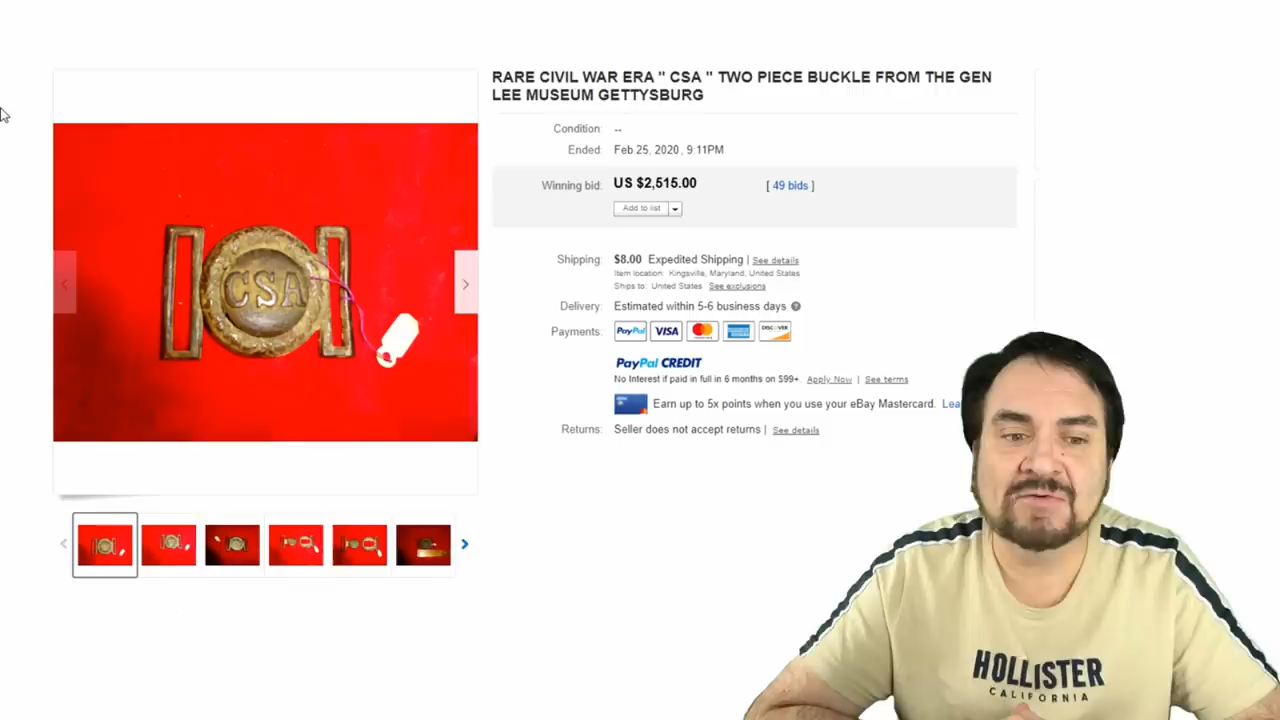 RARE CIVIL WAR ERA " CSA " TWO PIECE BUCKLE FROM THE GEN
LEE MUSEUM GETTYSBURG
Condition: --
Ended: Feb 25, 2020 , 9:11PM
Winning bid: US $2,515.00 [ 49 bids ]
Add to list
Shipping: $8.00 Expedited Shipping | See details
Item location: Kingsville, Maryland, United States
Ships to: United States See exclusions
Delivery: Estimated within 5-6 business days ?
Payments: PayPal VISA MasterCard DISCOVER
PayPal CREDIT
No Interest if paid in full in 6 months on $99+. Apply Now | See terms
Earn up to 5x points when you use your eBay Mastercard. Lea
Returns: Seller does not accept returns | See details
CSA
HOLLISTER
CALIFORNIA